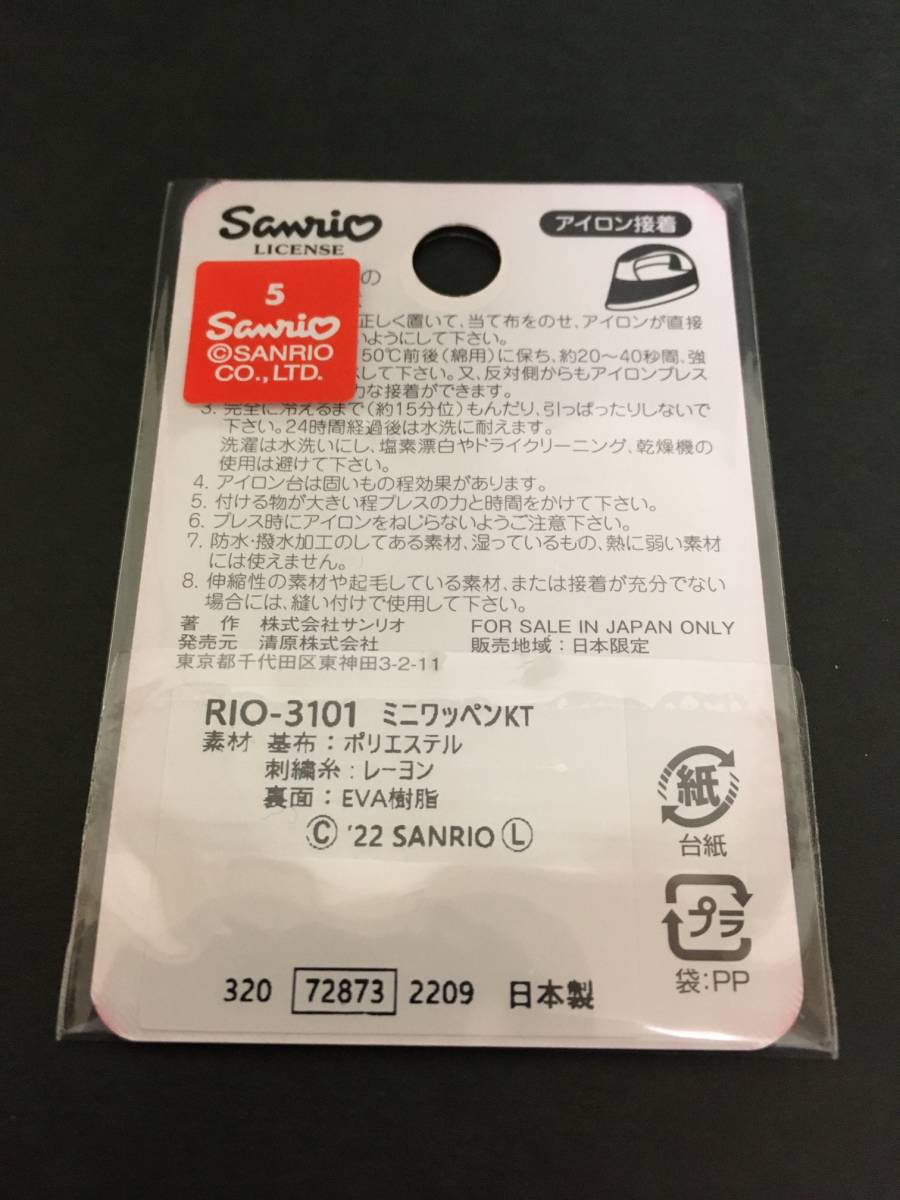 Sanrio
LICENSE
アイロン接着
の
5
Sanrio
©SANRIO
CO., LTD.
正しく置いて、当て布をのせ、アイロンが直接
いようにして下さい。
50℃前後(綿用)に保ち、約20〜40秒間、強
して下さい。又、反対側からもアイロンプレス
力な接着ができます。
3. 完全に冷えるまで(約15分位)もんだり、引っぱったりしないで
下さい。24時間経過後は水洗に耐えます。
洗濯は水洗いにし、塩素漂白やドライクリーニング、乾燥機の
使用は避けて下さい。
4. アイロン台は固いもの程効果があります。
5. 付ける物が大きい程プレスの力と時間をかけて下さい。
6. プレス時にアイロンをねじらないようご注意下さい。
7. 防水・撥水加工のしてある素材、湿っているもの、熱に弱い素材
には使えません。
8. 伸縮性の素材や起毛している素材、または接着が充分でない
場合には、縫い付けで使用して下さい。
著 作 株式会社サンリオ FOR SALE IN JAPAN ONLY
発売元 清原株式会社 販売地域:日本限定
東京都千代田区東神田3-2-11
RIO-3101 ミニワッペンKT
素材 基布:ポリエステル
刺繍糸:レーヨン
裏面:EVA樹脂
Ⓒ '22 SANRIO Ⓛ
紙
台紙
プラ
袋:PP
320 72873 2209 日本製